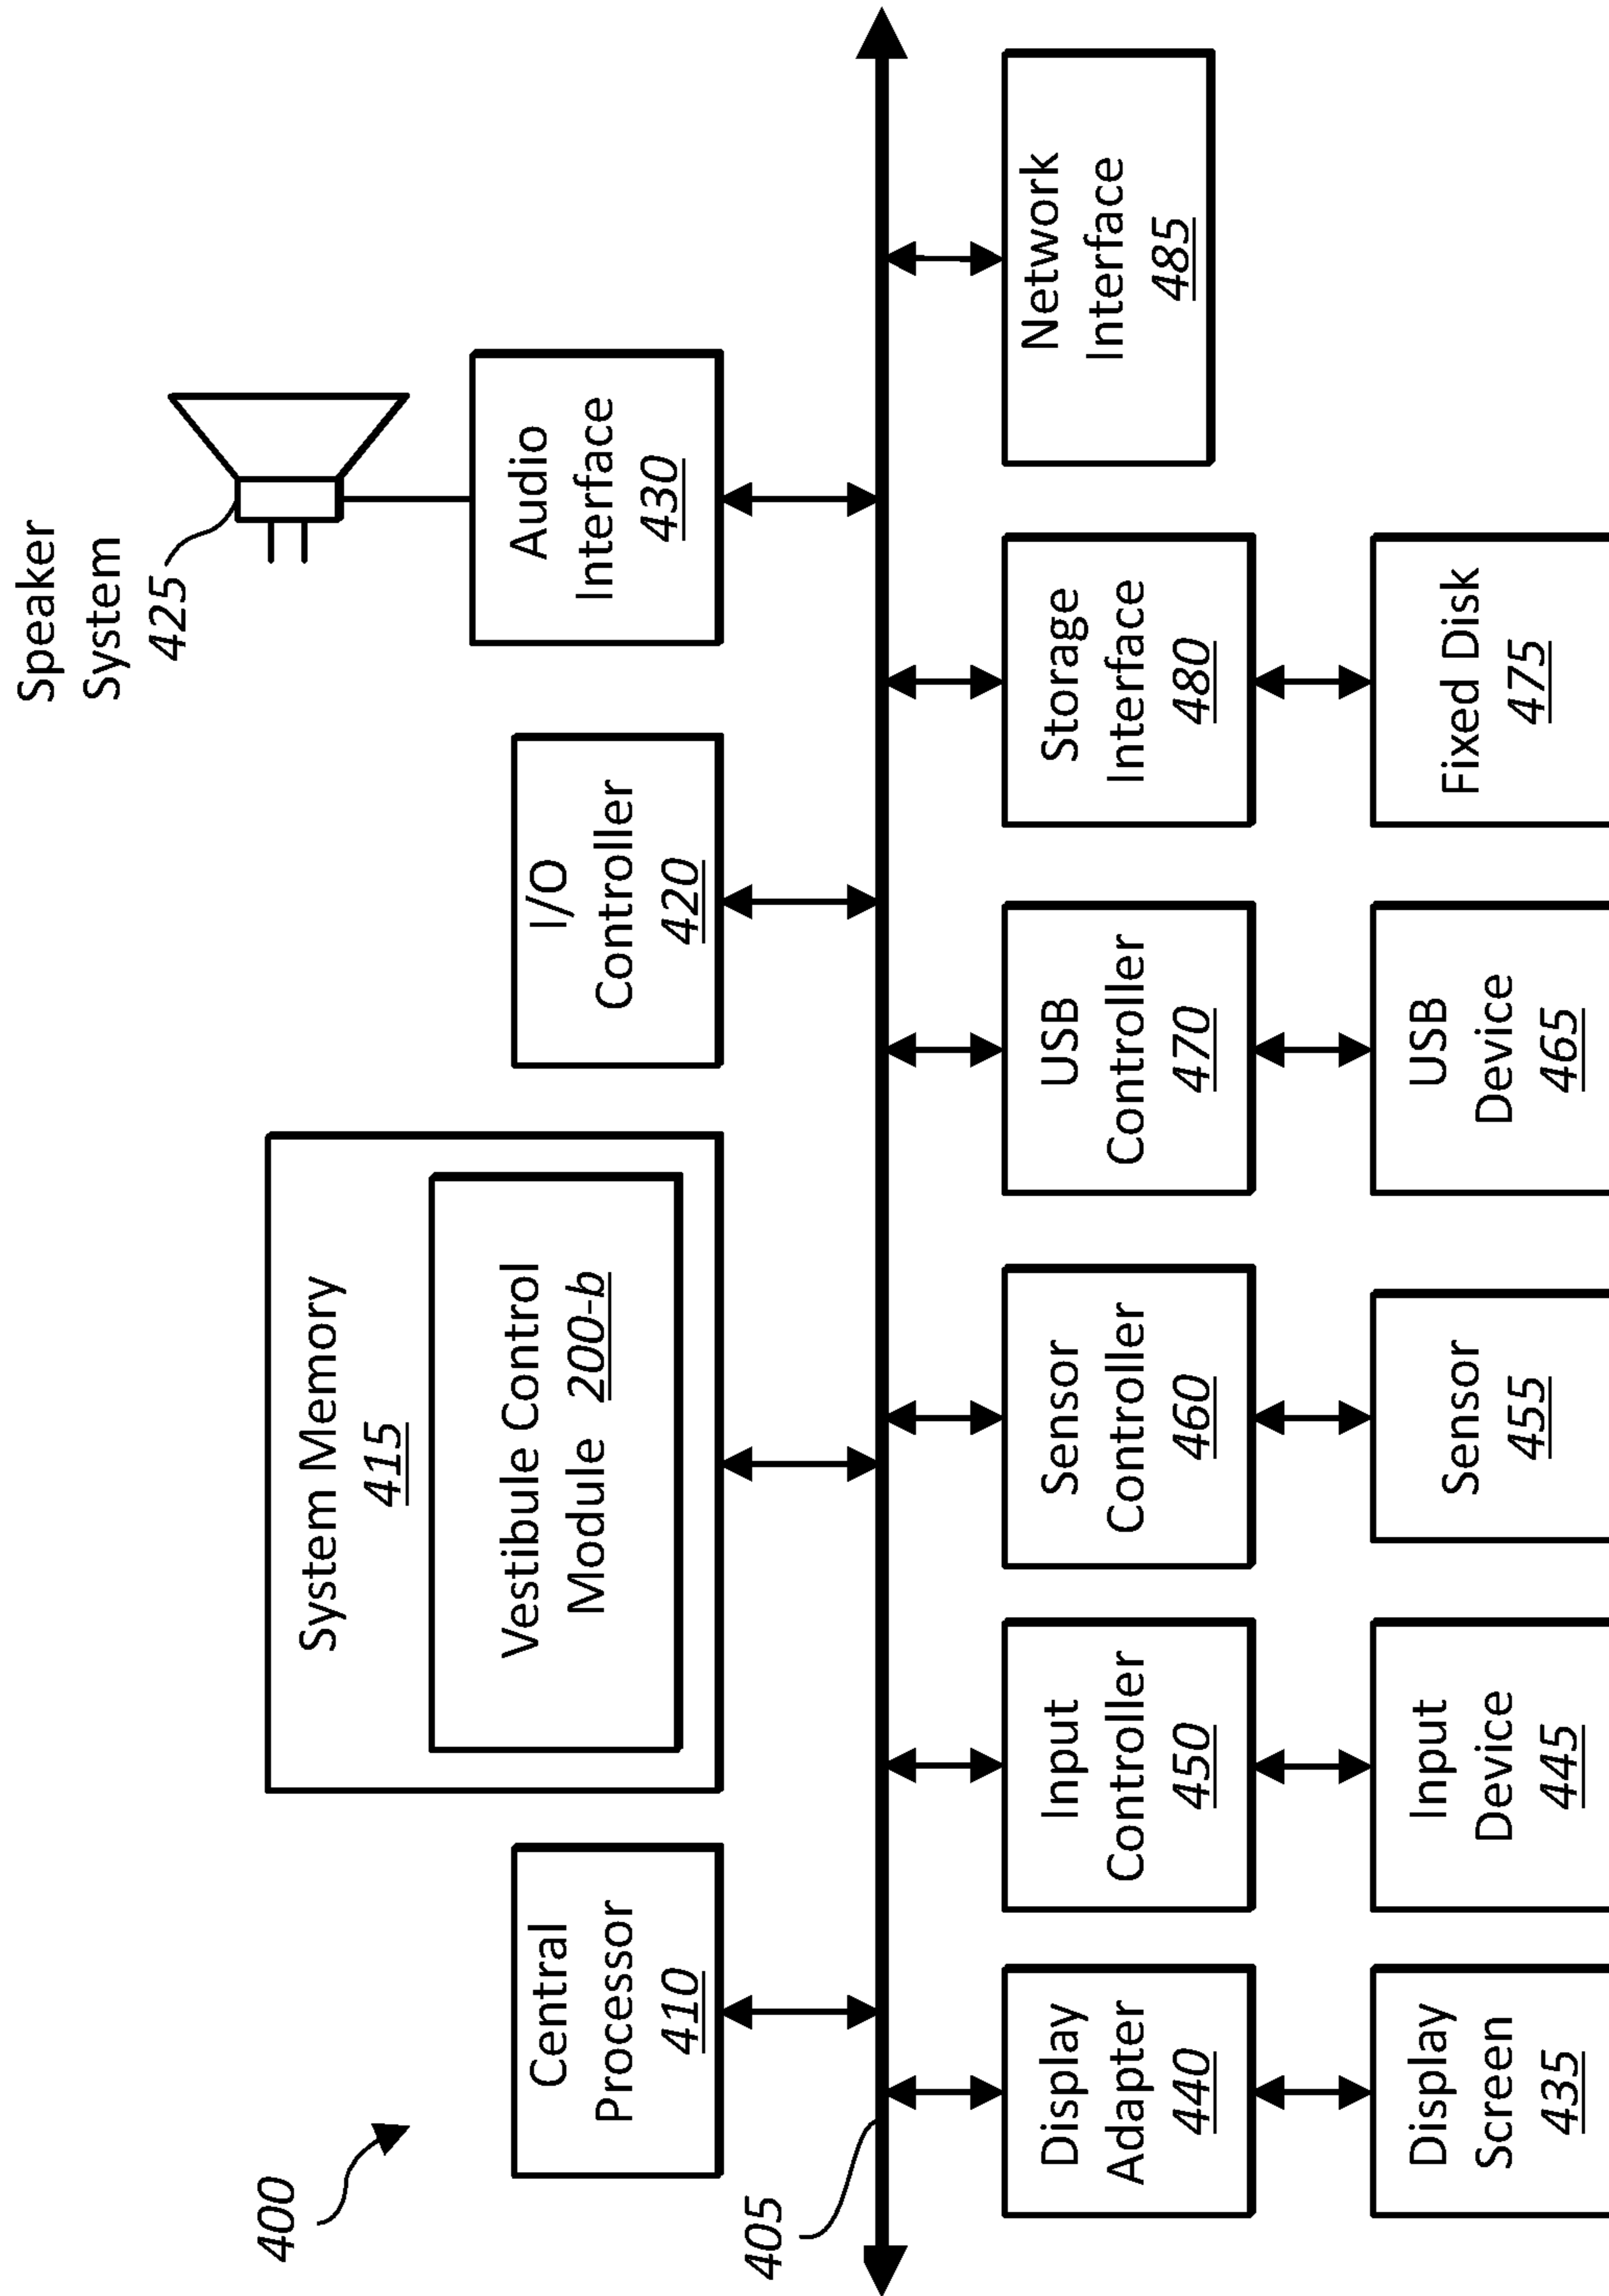 400
Speaker
System
425
System Memory
415
Vestibule Control
Module 200-b
Central
Processor
410
I/O
Controller
420
Audio
Interface
430
405
Display
Adapter
440
Input
Controller
450
Sensor
Controller
460
USB
Controller
470
Storage
Interface
480
Network
Interface
485
Display
Screen
435
Input
Device
445
Sensor
455
USB
Device
465
Fixed Disk
475